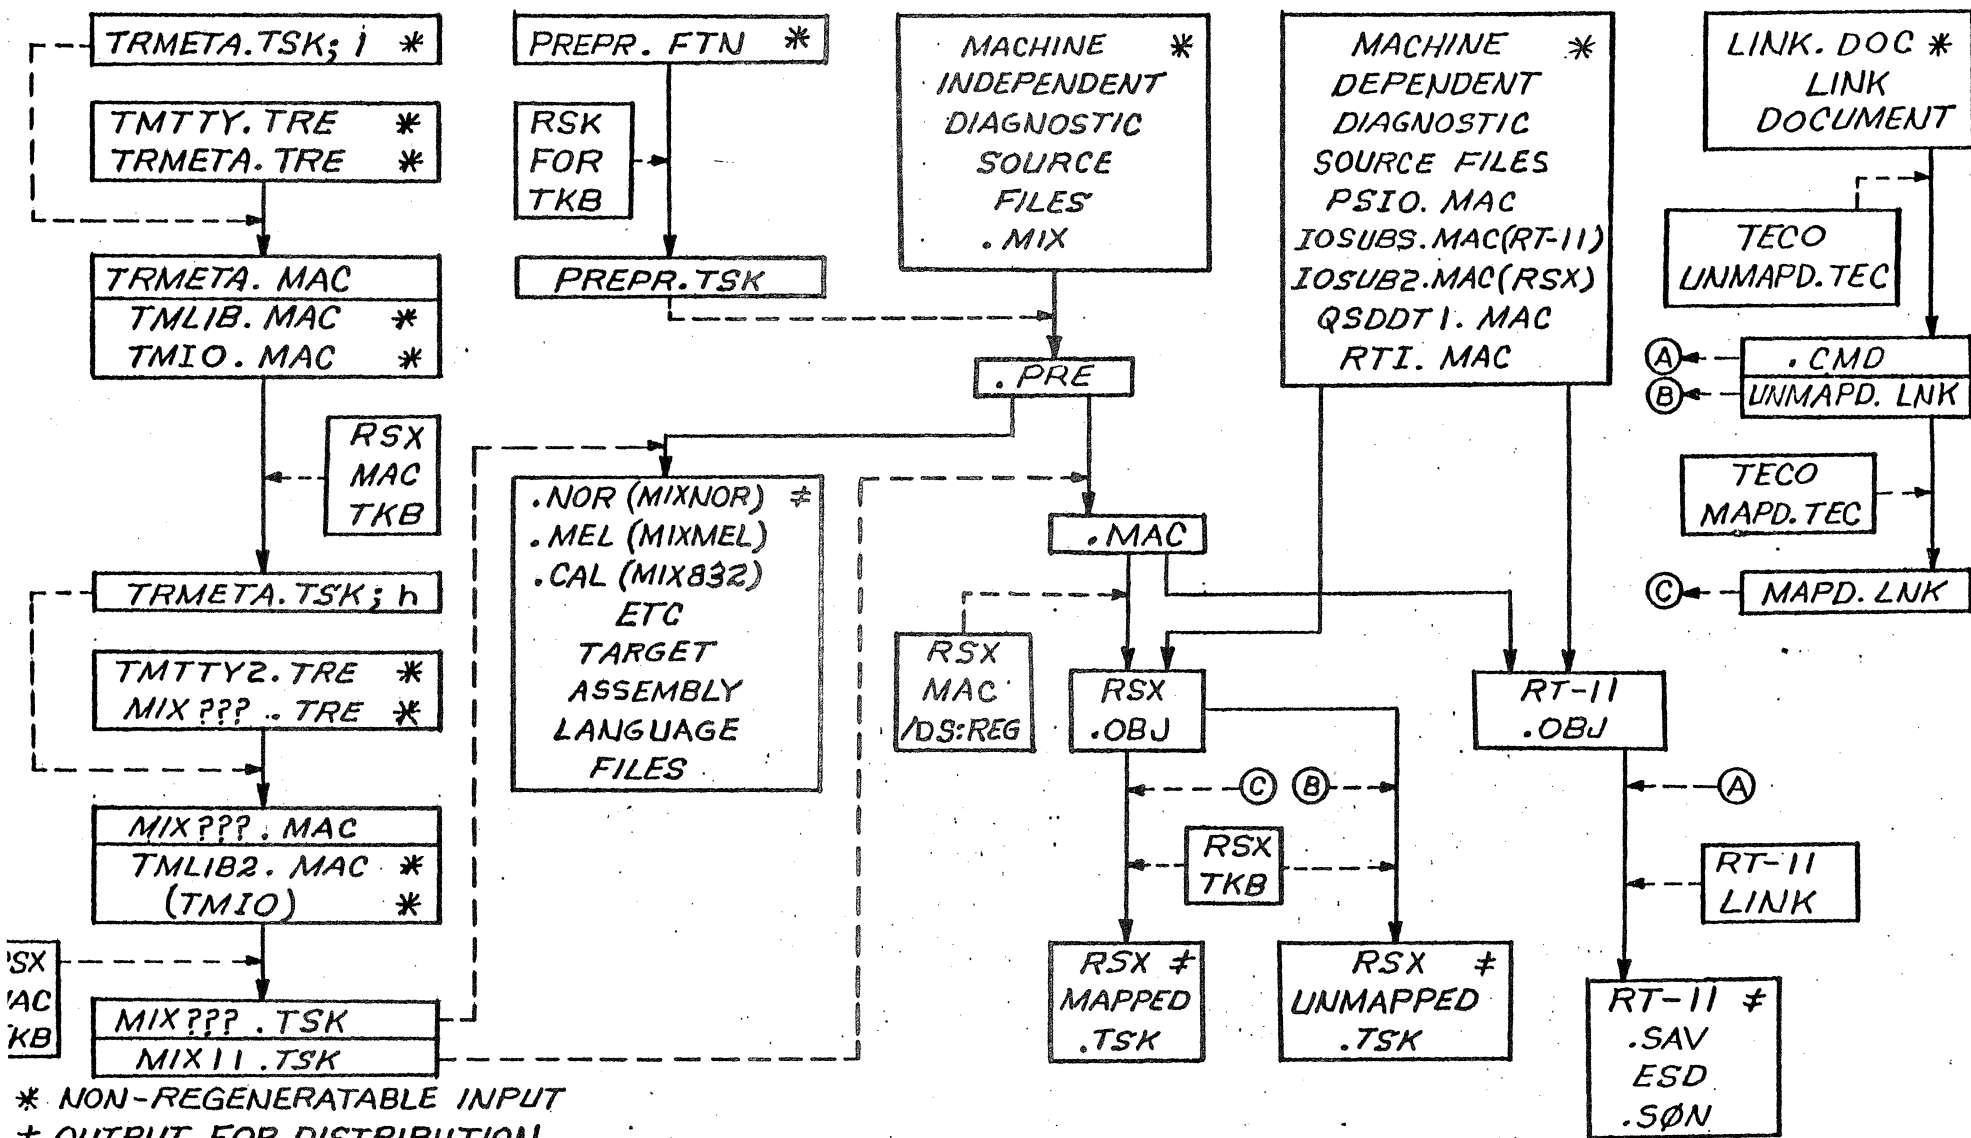 TRMETA.TSK; i *
TMTTY.TRE *
TRMETA.TRE *
TRMETA.MAC
TMLIB.MAC *
TMIO.MAC *
RSX
MAC
TKB
TRMETA.TSK; h
TMTTY2.TRE *
MIX???..TRE *
MIX???.MAC
TMLIB2.MAC *
(TMIO) *
MIX???.TSK
MIX11.TSK
PREPR.FTN *
RSK
FOR
TKB
PREPR.TSK
MACHINE *
INDEPENDENT
DIAGNOSTIC
SOURCE
FILES
.MIX
.PRE
.NOR (MIXNOR) ≠
.MEL (MIXMEL)
.CAL (MIX832)
ETC
TARGET
ASSEMBLY
LANGUAGE
FILES
.MAC
MACHINE *
DEPENDENT
DIAGNOSTIC
SOURCE FILES
PSIO.MAC
IOSUBS.MAC(RT-11)
IOSUB2.MAC(RSX)
QSDDT1.MAC
RTI.MAC
RSX
MAC
/DS:REG
RSX
.OBJ
RT-11
.OBJ
C
B
A
RSX
TKB
RT-11
LINK
RSX ≠
MAPPED
.TSK
RSX ≠
UNMAPPED
.TSK
RT-11 ≠
.SAV
ESD
.SØN
LINK.DOC *
LINK
DOCUMENT
TECO
UNMAPD.TEC
A
.CMD
B
UNMAPD.LNK
TECO
MAPD.TEC
C
MAPD.LNK
* NON-REGENERATABLE INPUT
≠ OUTPUT FOR DISTRIBUTION